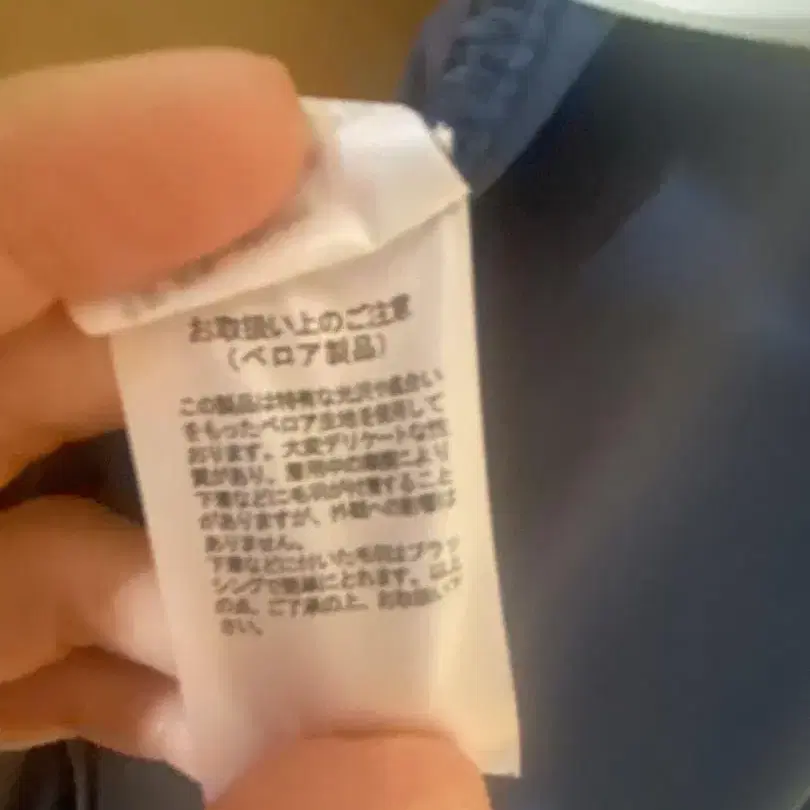 お取扱い上のご注意
(ベロア製品)
この製品は特有な光沢や風合い
をもったベロア生地を使用して
おります。大変デリケートな性
質があり、着用中の摩擦により
下着などに毛羽が付着すること
がありますが、外観への影響は
ありません。
下着などに付いた毛羽はブラッ
シングで簡単にとれます。以上
の点、ご了承の上、お取扱い下
さい。